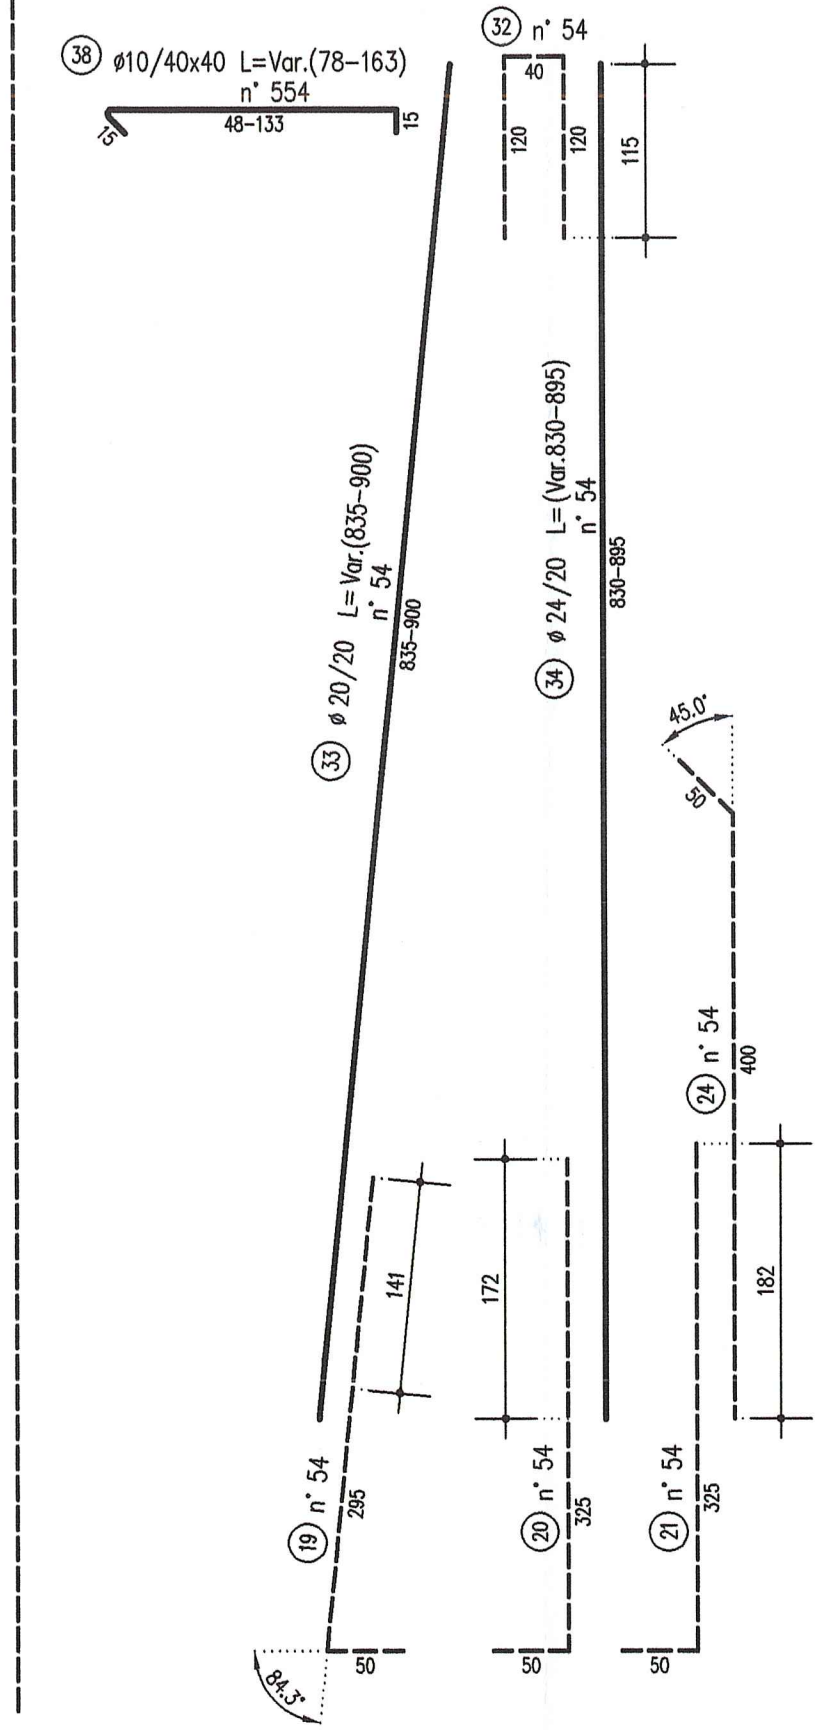 38 ø10/40x40 L=Var.(78-163)
n° 554
15
48-133
15
32 n° 54
40
120
120
115
33 ø 20/20 L=Var.(835-900)
n° 54
835-900
34 ø 24/20 L=(Var.830-895)
n° 54
830-895
45.0°
50
24 n° 54
400
141
172
182
19 n° 54
295
20 n° 54
325
21 n° 54
325
50
50
50
84.3°